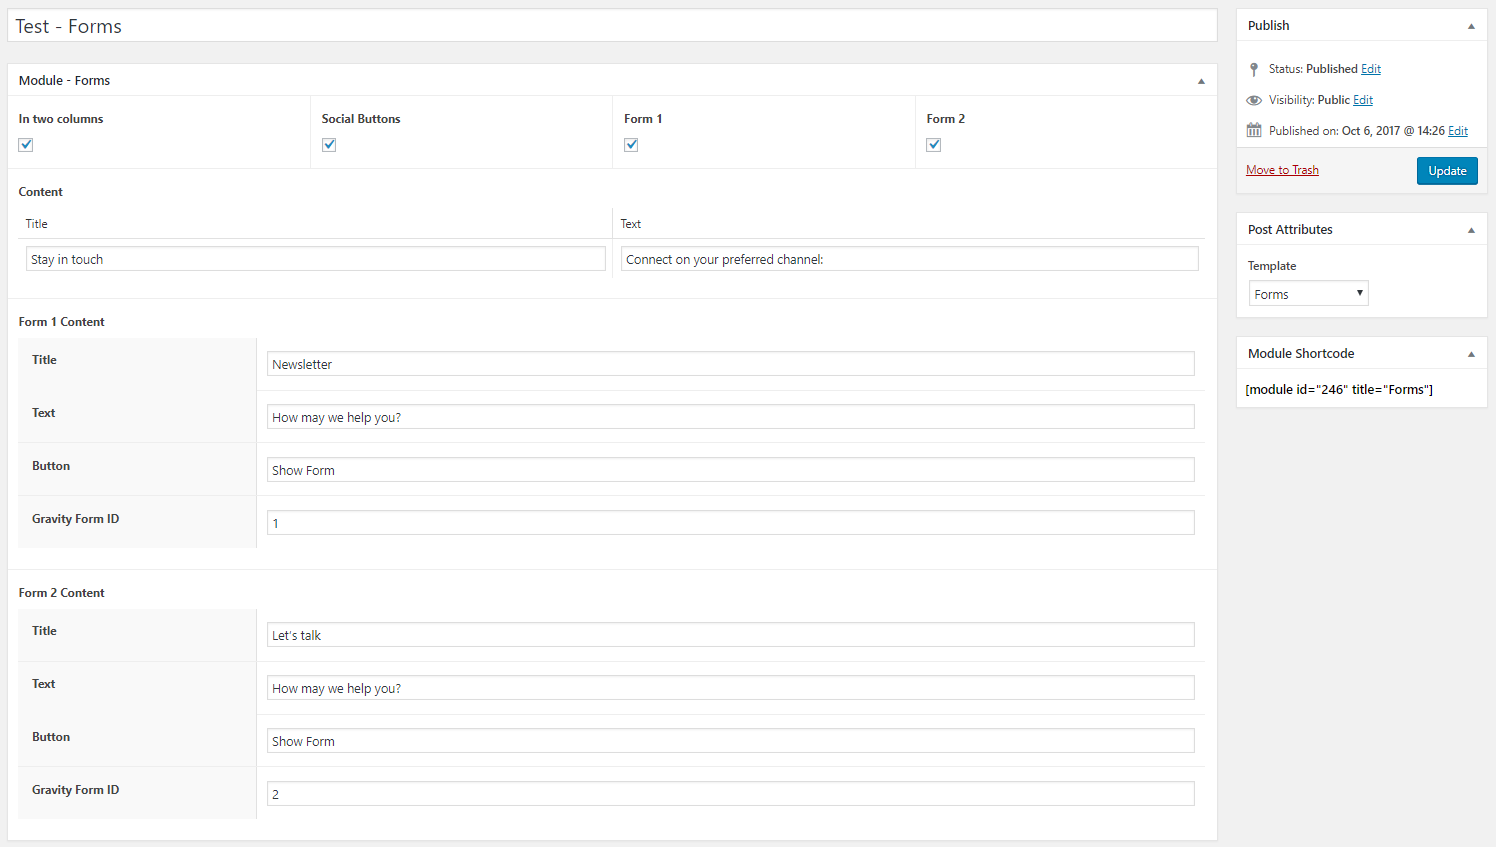 Test - Forms
Module - Forms
In two columns
Social Buttons
Form 1
Form 2
Content
Title
Text
Stay in touch
Connect on your preferred channel:
Form 1 Content
Title
Newsletter
Text
How may we help you?
Button
Show Form
Gravity Form ID
1
Form 2 Content
Title
Let's talk
Text
How may we help you?
Button
Show Form
Gravity Form ID
2
Publish
Status: Published Edit
Visibility: Public Edit
Published on: Oct 6, 2017 @ 14:26 Edit
Move to Trash
Update
Post Attributes
Template
Forms
Module Shortcode
[module id="246" title="Forms"]